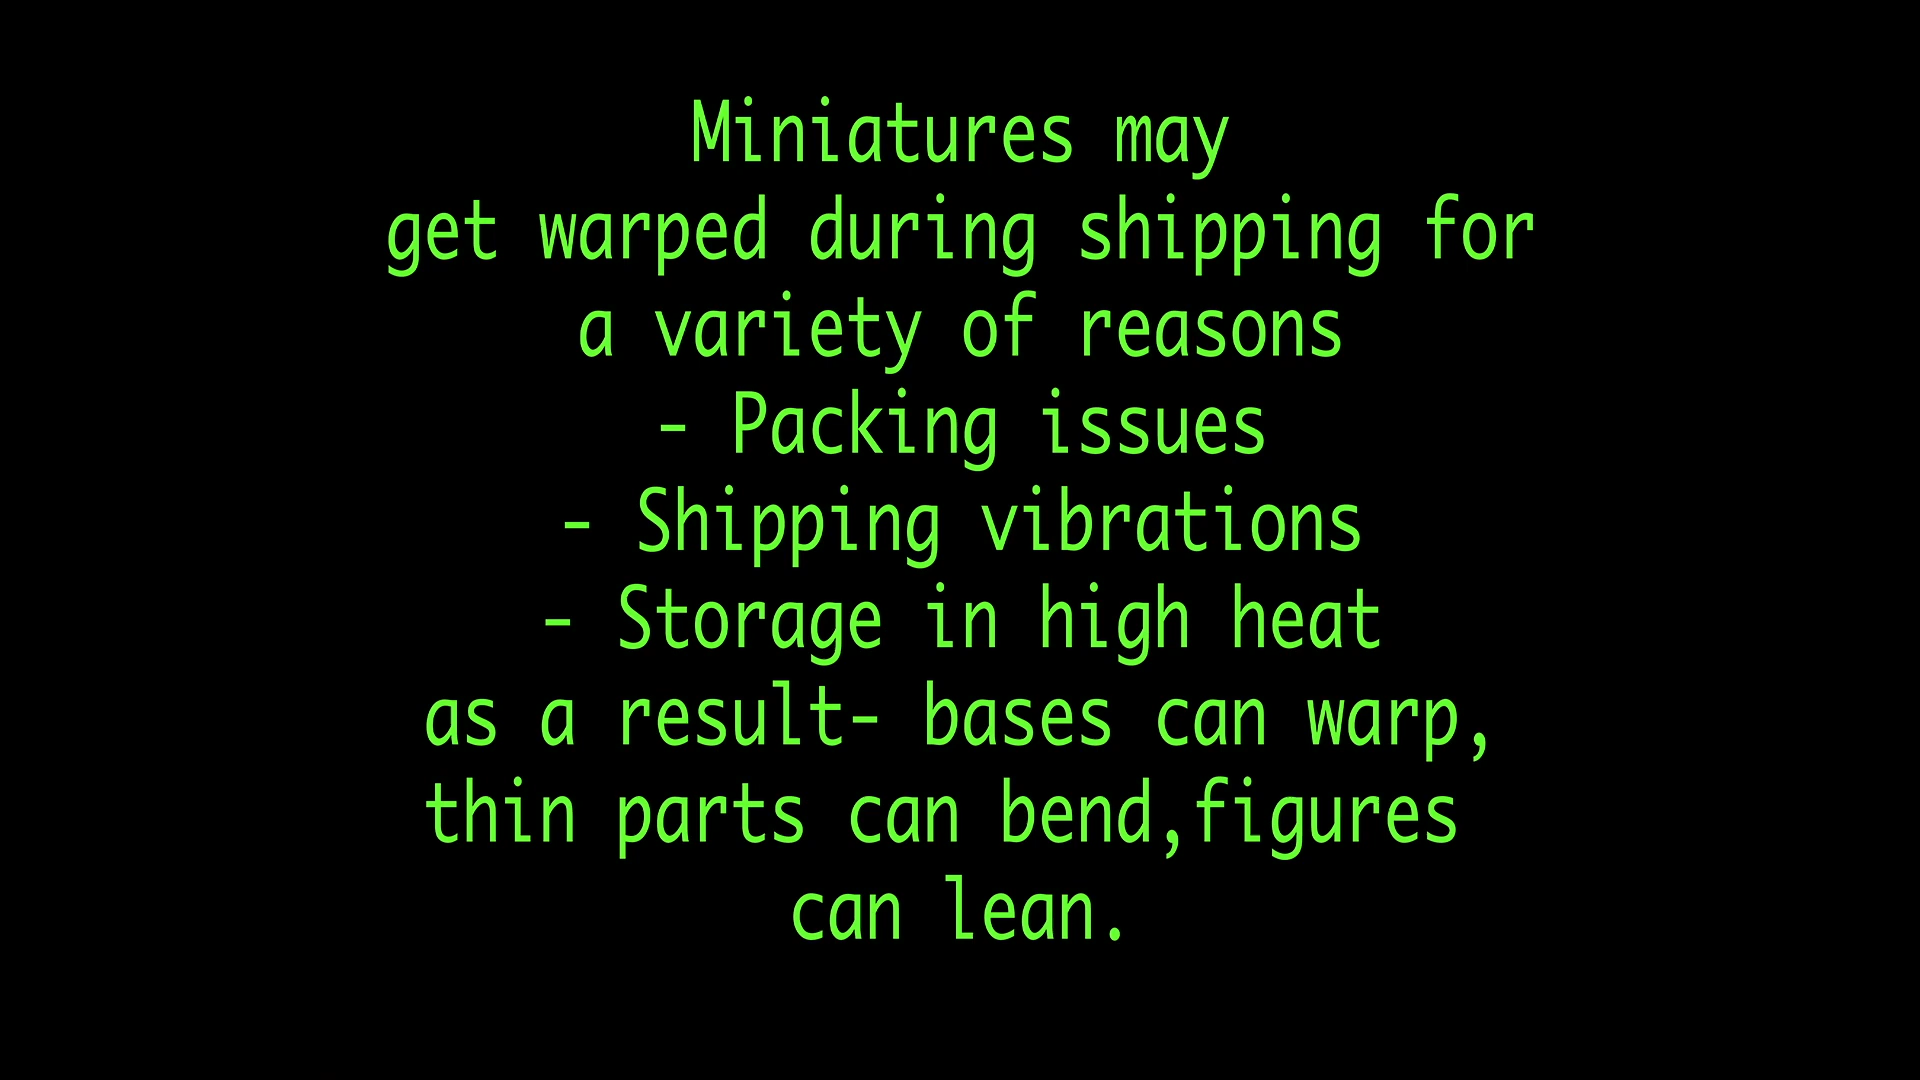 Miniatures may
get warped during shipping for
a variety of reasons
- Packing issues
- Shipping vibrations
- Storage in high heat
as a result- bases can warp,
thin parts can bend,figures
can lean.